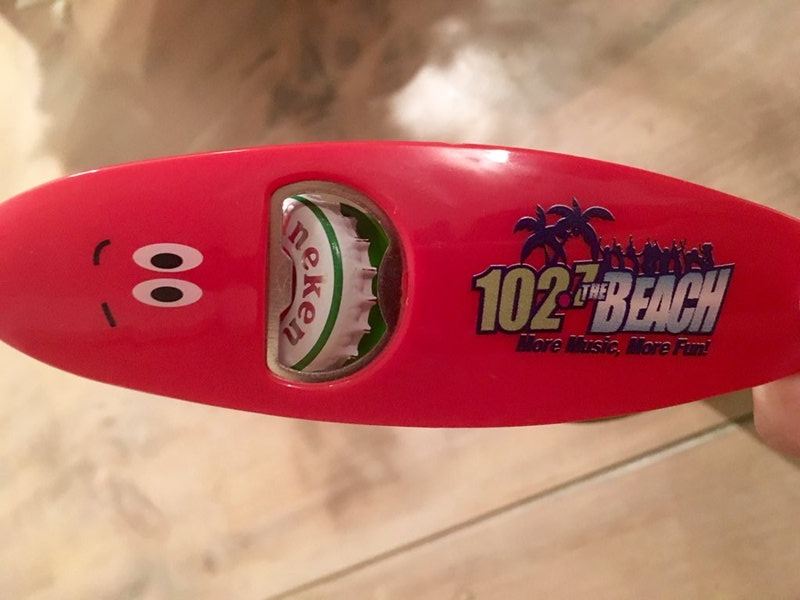 neken
102.7 THE BEACH
More Music, More Fun!